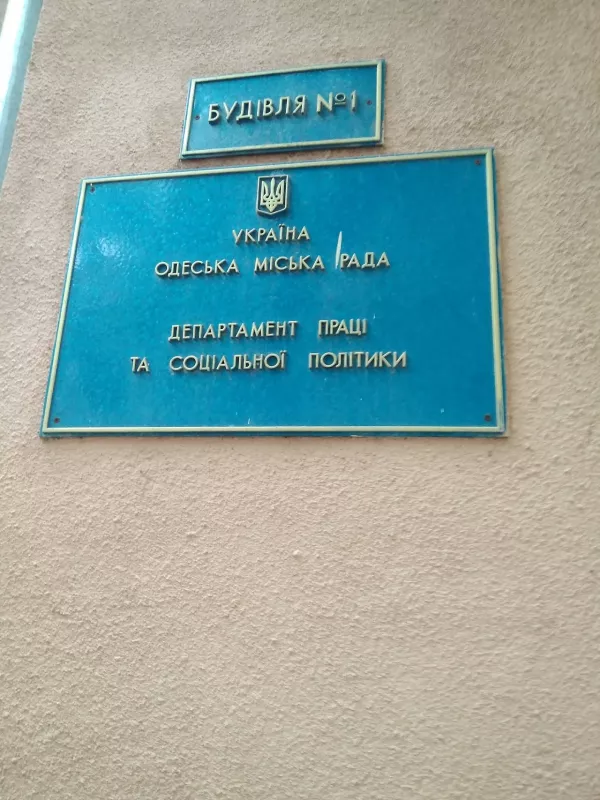 БУДІВЛЯ №1
УКРАЇНА
ОДЕСЬКА МІСЬКА РАДА
ДЕПАРТАМЕНТ ПРАЦІ
ТА СОЦІАЛЬНОЇ ПОЛІТИКИ